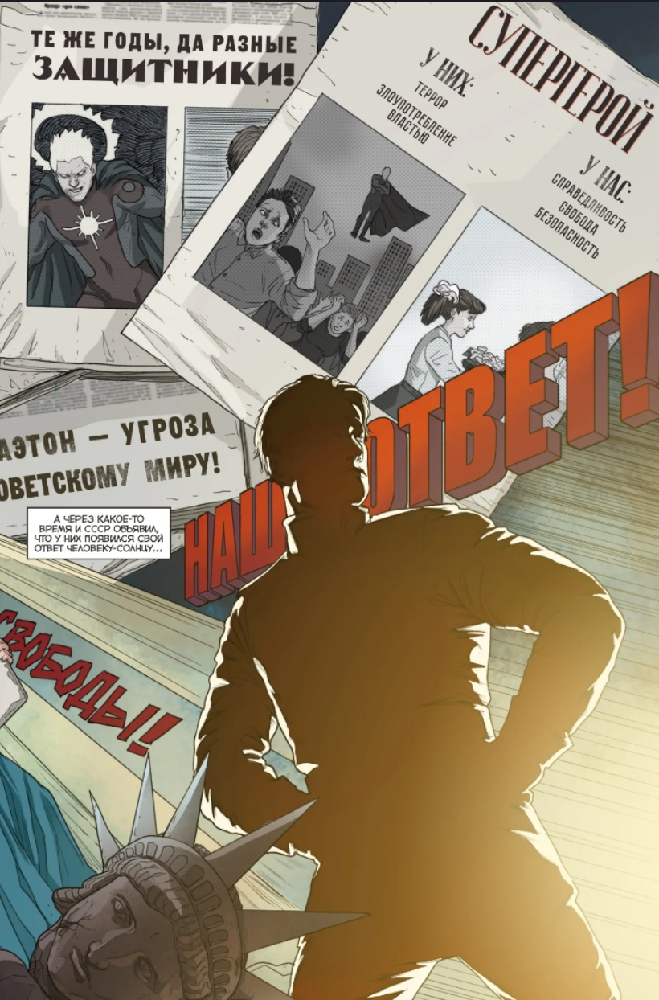 ТЕ ЖЕ ГОДЫ, ДА РАЗНЫЕ
ЗАЩИТНИКИ!
СУПЕРГЕРОЙ
У НИХ:
ТЕРРОР
ЗЛОУПОТРЕБЛЕНИЕ
ВЛАСТЬЮ
У НАС:
СПРАВЕДЛИВОСТЬ
СВОБОДА
БЕЗОПАСНОСТЬ
НАШ ОТВЕТ!
АЭТОН — УГРОЗА
ОВЕТСКОМУ МИРУ!
А ЧЕРЕЗ КАКОЕ-ТО
ВРЕМЯ И СССР ОБЪЯВИЛ,
ЧТО У НИХ ПОЯВИЛСЯ СВОЙ
ОТВЕТ ЧЕЛОВЕКУ-СОЛНЦУ...
СВОБОДЫ!!